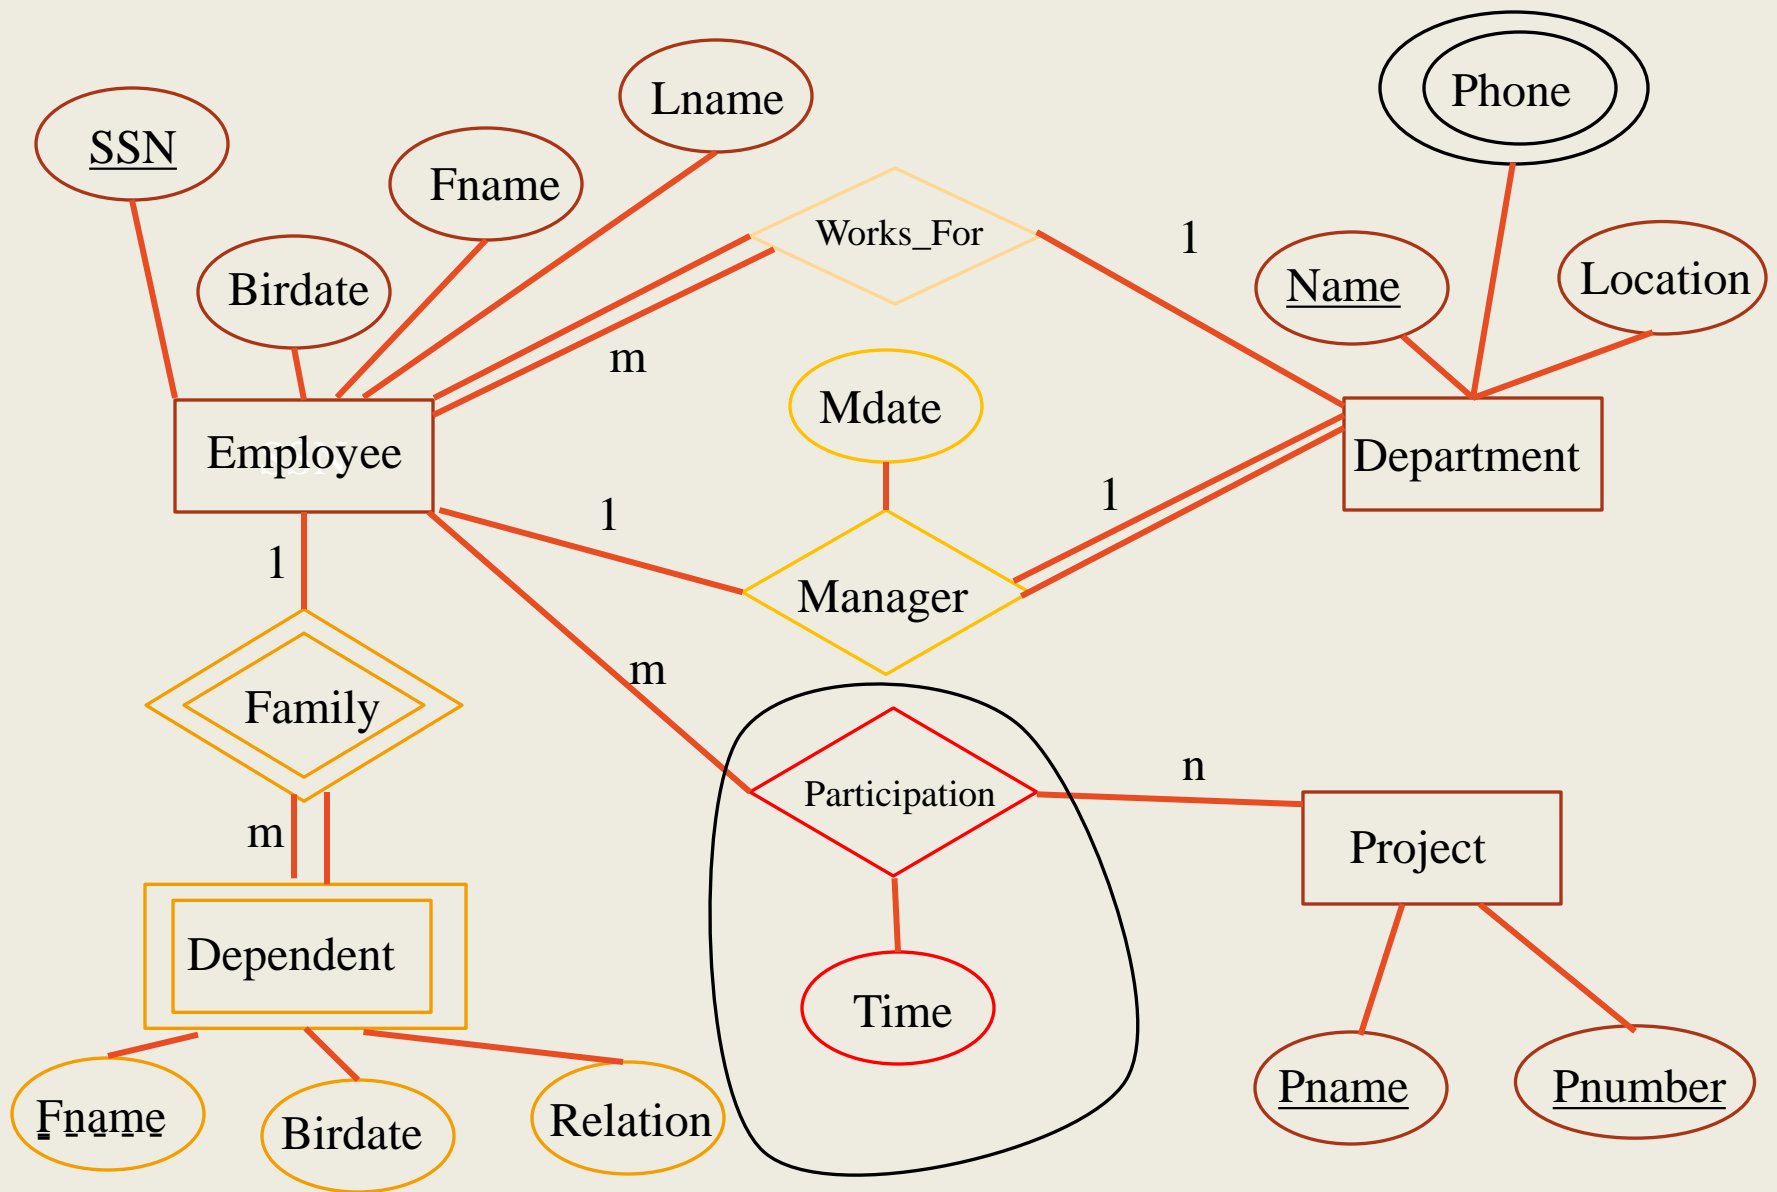 Lname
Phone
SSN
Fname
Works_For
1
Birdate
Name
Location
m
Mdate
Employee
Department
1
1
1
Manager
m
Family
n
Participation
m
Project
Dependent
Time
Fname
Birdate
Relation
Pname
Pnumber